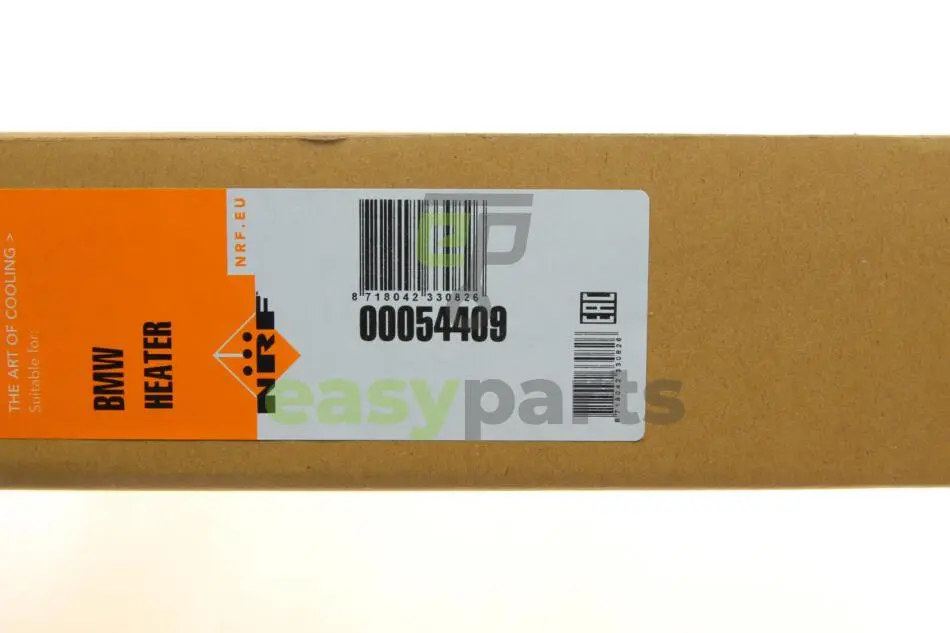 THE ART OF COOLING >
Suitable for:
BMW
HEATER
NRF.EU
NRF
8 718042 330826
00054409
EAC
8 718042 330826
ep
easyparts